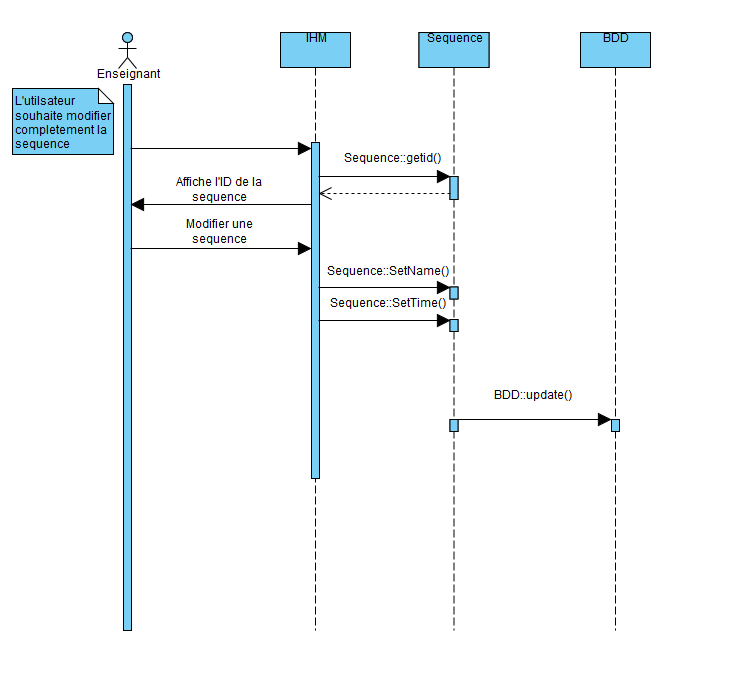 IHM
Sequence
BDD
Enseignant
L'utilsateur
souhaite modifier
completement la
sequence
Sequence::getid()
Affiche l'ID de la
sequence
Modifier une
sequence
Sequence::SetName()
Sequence::SetTime()
BDD::update()